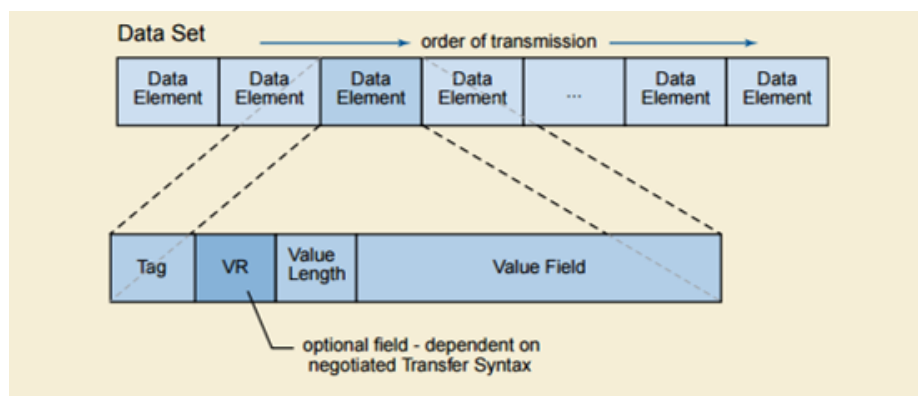 Data Set
order of transmission
Data
Element
Data
Element
Data
Element
Data
Element
...
Data
Element
Data
Element
Tag
VR
Value
Length
Value Field
optional field - dependent on
negotiated Transfer Syntax